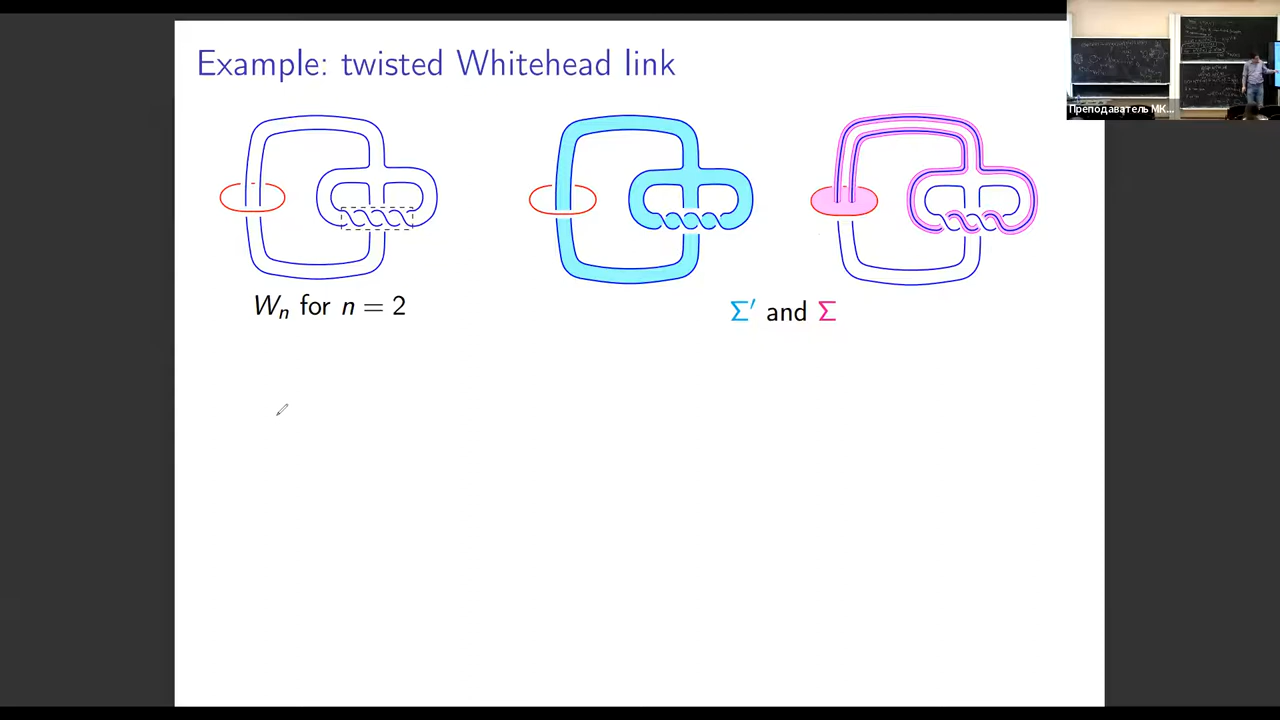 Example: twisted Whitehead link
Преподаватель МК...
W_n for n = 2
Σ′ and Σ